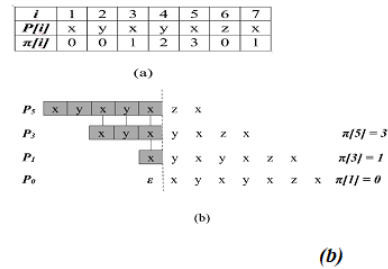 i 1 2 3 4 5 6 7
P[i] x y x y x z x
π[i] 0 0 1 2 3 0 1
(a)
P₅ x y x y x z x
P₃ x y x y x z x π[5] = 3
P₁ x y x y x z x π[3] = 1
P₀ ε x y x y x z x π[1] = 0
(b)
(b)